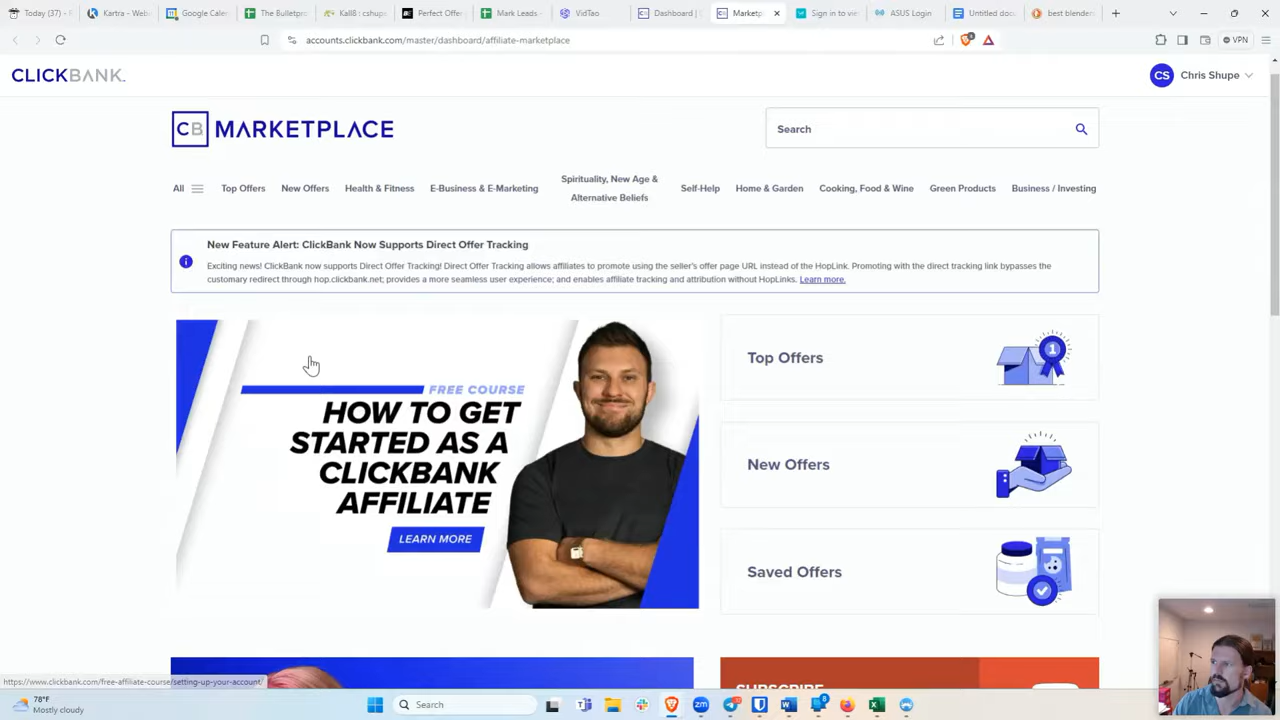 Today (37)
Kartra - Web
Google Cale
The Bulletpro
Kall8 : cshup
Perfect Offer
Mark Leads -
VidTao
Dashboard |
Marketp
Sign in to vie
ASUS Login
Untitled docu
best blender
accounts.clickbank.com/master/dashboard/affiliate-marketplace
VPN
CLICKBANK.
CS
Chris Shupe
CB MARKETPLACE
Search
All
Top Offers
New Offers
Health & Fitness
E-Business & E-Marketing
Spirituality, New Age &
Alternative Beliefs
Self-Help
Home & Garden
Cooking, Food & Wine
Green Products
Business / Investing
New Feature Alert: ClickBank Now Supports Direct Offer Tracking
Exciting news! ClickBank now supports Direct Offer Tracking! Direct Offer Tracking allows affiliates to promote using the seller's offer page URL instead of the HopLink. Promoting with the direct tracking link bypasses the
customary redirect through hop.clickbank.net; provides a more seamless user experience; and enables affiliate tracking and attribution without HopLinks. Learn more.
FREE COURSE
HOW TO GET
STARTED AS A
CLICKBANK
AFFILIATE
LEARN MORE
Top Offers
1
New Offers
Saved Offers
SUBSCRIBE
https://www.clickbank.com/free-affiliate-course/setting-up-your-account/
78°F
Mostly cloudy
Search